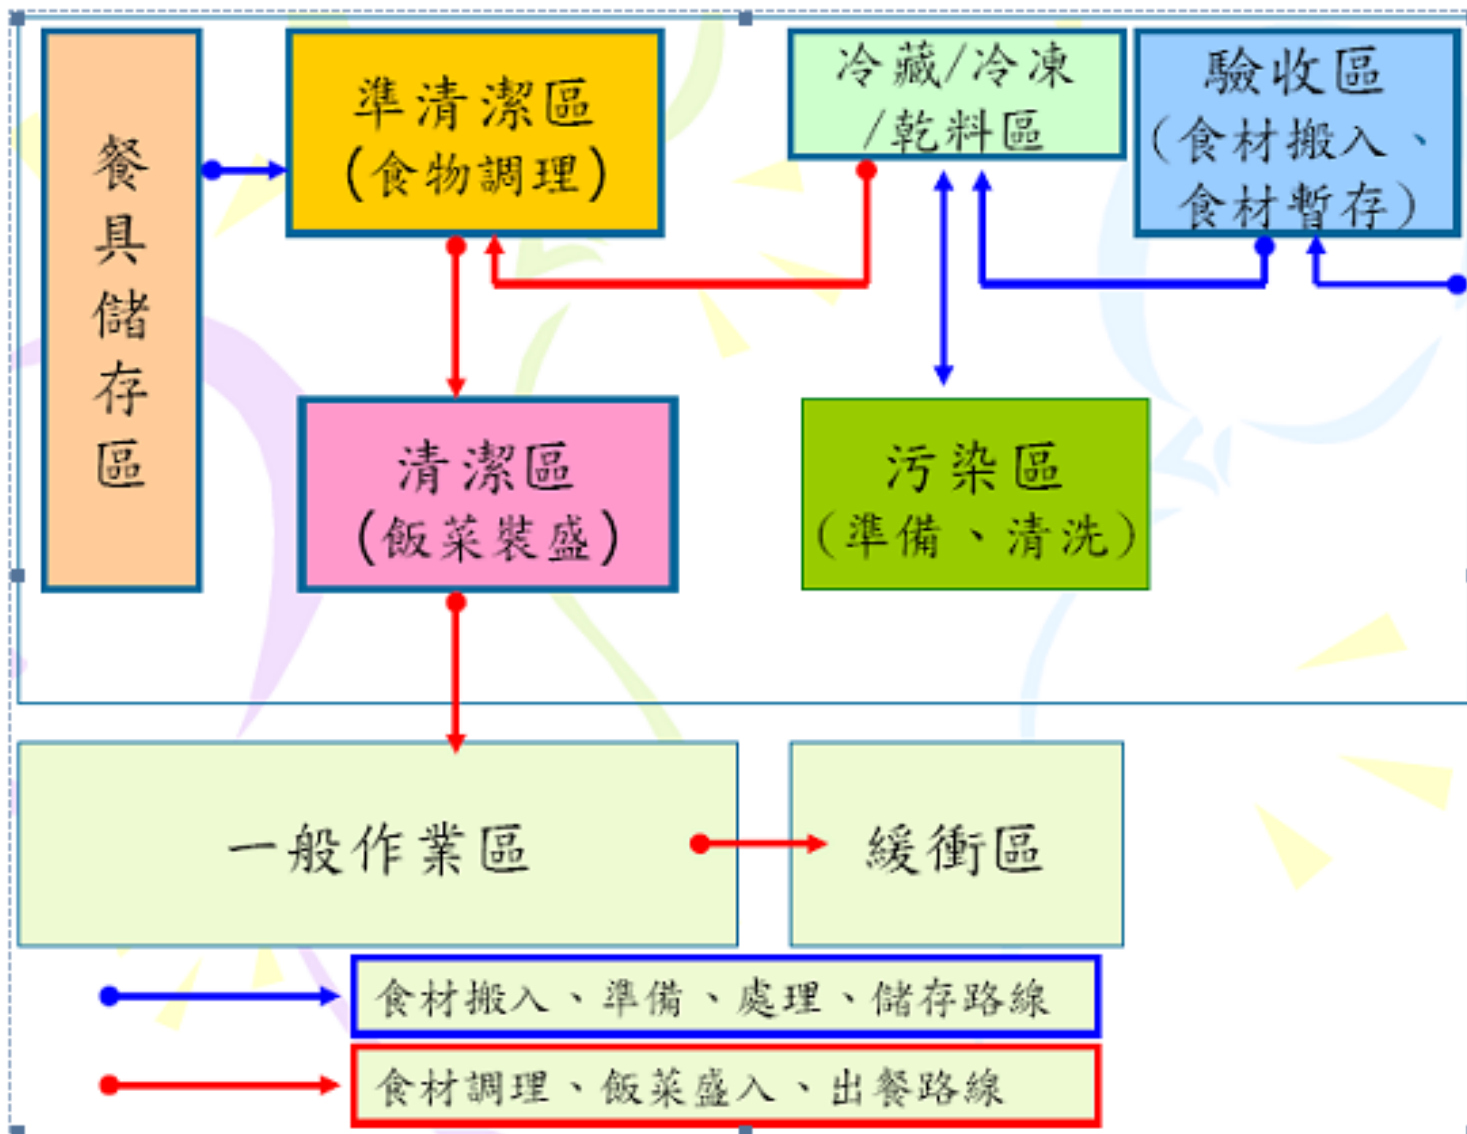 餐具儲存區
準清潔區
(食物調理)
冷藏/冷凍
/乾料區
驗收區
(食材搬入、
食材暫存)
清潔區
(飯菜裝盛)
污染區
(準備、清洗)
一般作業區
緩衝區
食材搬入、準備、處理、儲存路線
食材調理、飯菜盛入、出餐路線